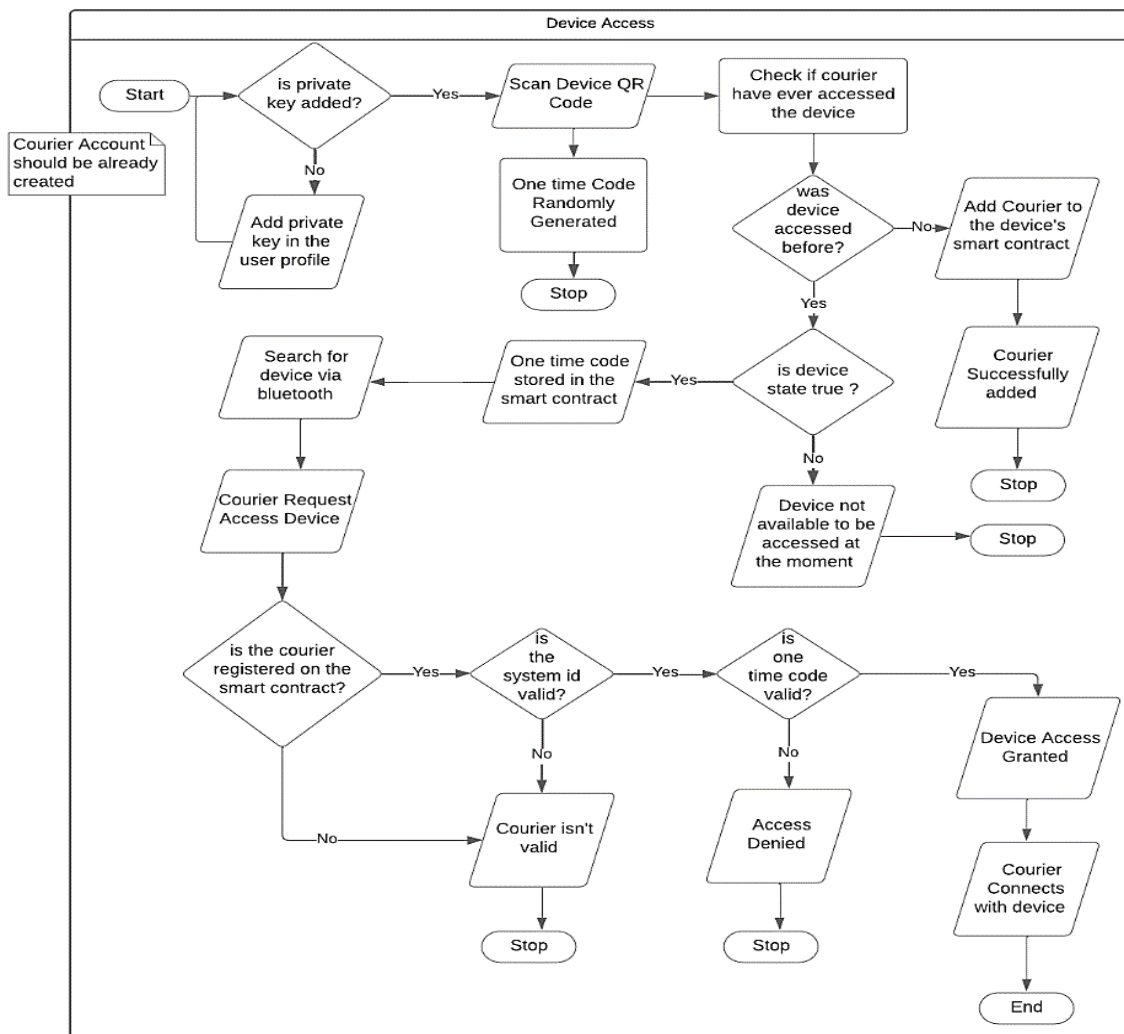 Device Access
Start
is private
key added?
Yes
Scan Device QR
Code
Check if courier
have ever accessed
the device
Courier Account
should be already
created
No
Add private
key in the
user profile
One time Code
Randomly
Generated
Stop
was
device
accessed
before?
No
Add Courier to
the device's
smart contract
Yes
Courier
Successfully
added
Stop
is device
state true ?
Yes
One time code
stored in the
smart contract
Search for
device via
bluetooth
No
Device not
available to be
accessed at
the moment
Stop
Courier Request
Access Device
is the courier
registered on the
smart contract?
Yes
is
the
system id
valid?
Yes
is
one
time code
valid?
Yes
Device Access
Granted
No
No
No
Courier isn't
valid
Stop
Access
Denied
Stop
Courier
Connects
with device
End